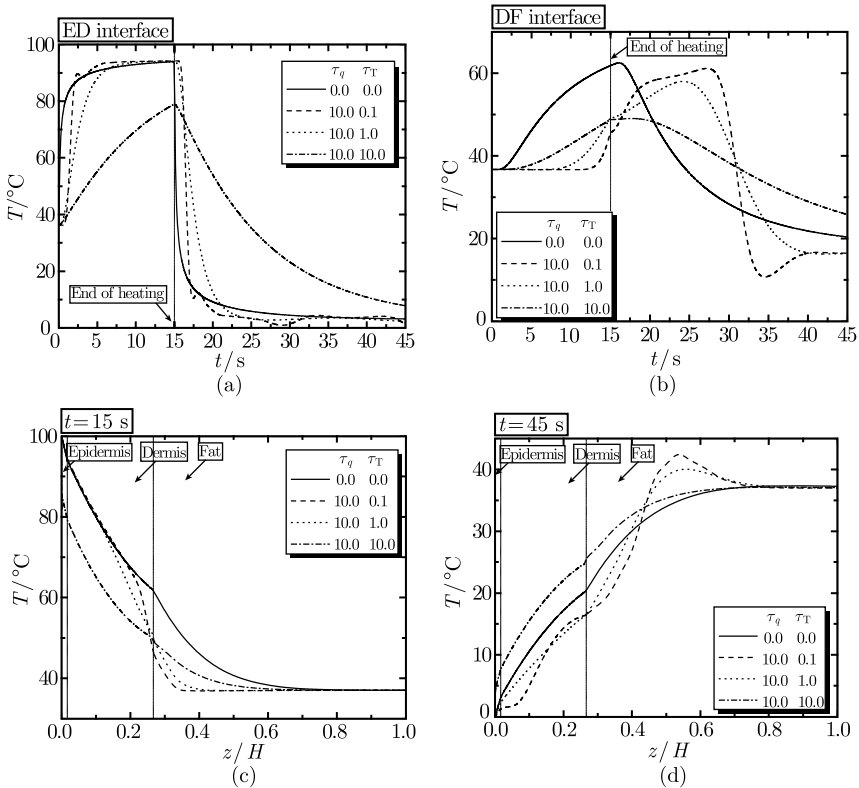 ED interface
T/°C
100
80
60
40
20
0
τq τT
0.0 0.0
10.0 0.1
10.0 1.0
10.0 10.0
End of heating
0 5 10 15 20 25 30 35 40 45
t/s
(a)
DF interface
T/°C
60
40
20
0
End of heating
τq τT
0.0 0.0
10.0 0.1
10.0 1.0
10.0 10.0
0 5 10 15 20 25 30 35 40 45
t/s
(b)
t=15 s
T/°C
100
80
60
40
Epidermis Dermis Fat
τq τT
0.0 0.0
10.0 0.1
10.0 1.0
10.0 10.0
0.0 0.2 0.4 0.6 0.8 1.0
z/H
(c)
t=45 s
T/°C
40
30
20
10
0
Epidermis Dermis Fat
τq τT
0.0 0.0
10.0 0.1
10.0 1.0
10.0 10.0
0.0 0.2 0.4 0.6 0.8 1.0
z/H
(d)